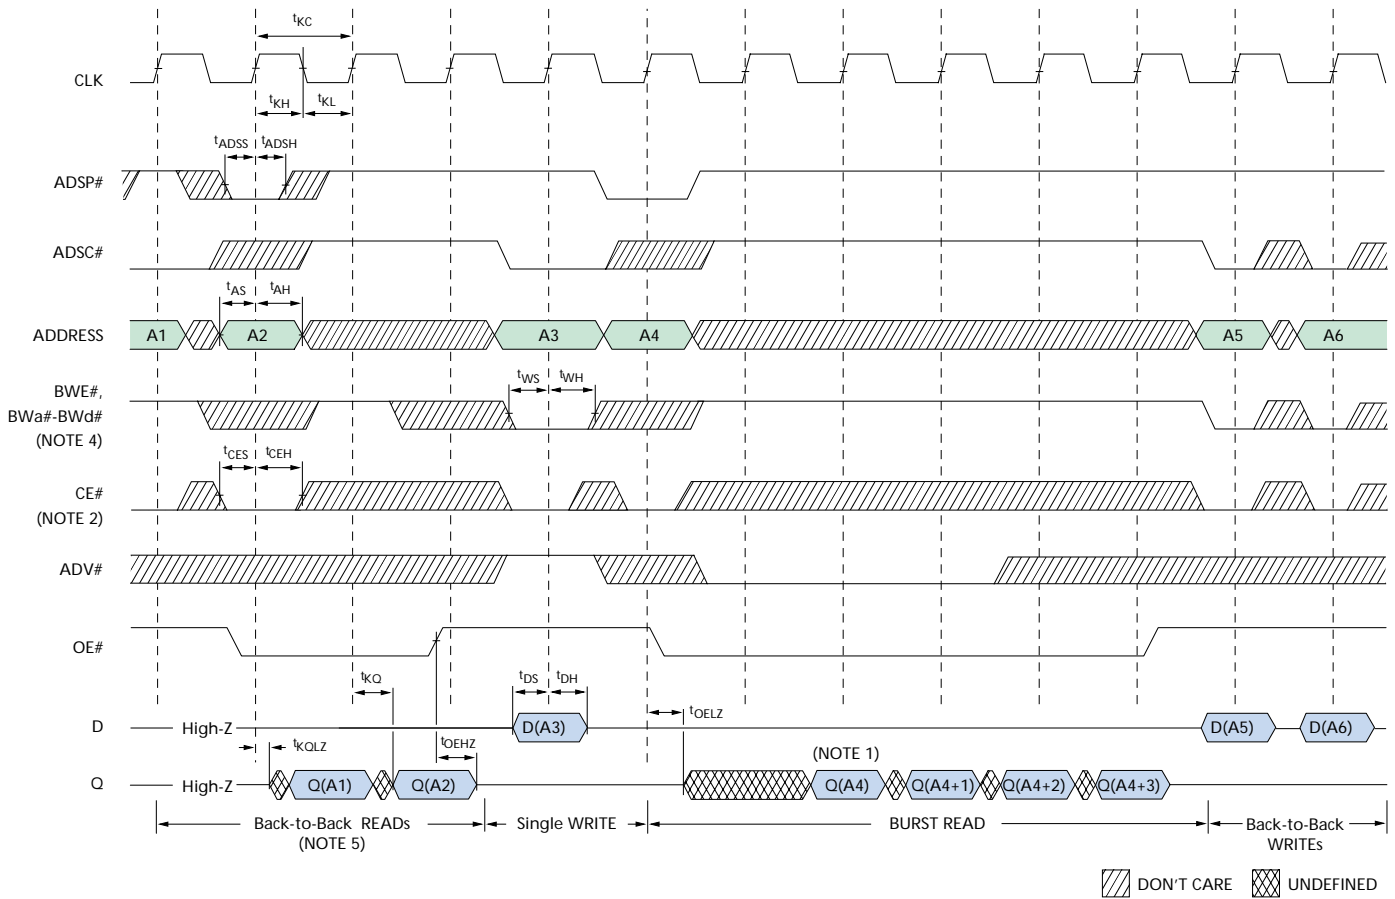 tKC
CLK
tKH tKL
tADSS tADSH
ADSP#
ADSC#
tAS tAH
ADDRESS A1 A2 A3 A4 A5 A6
BWE#,
BWa#-BWd#
(NOTE 4)
tWS tWH
tCES tCEH
CE#
(NOTE 2)
ADV#
OE#
tKQ tDS tDH tOELZ
D High-Z D(A3) D(A5) D(A6)
tKQLZ tOEHZ (NOTE 1)
Q High-Z Q(A1) Q(A2) Q(A4) Q(A4+1) Q(A4+2) Q(A4+3)
Back-to-Back READs
(NOTE 5)
Single WRITE
BURST READ
Back-to-Back
WRITEs
DON'T CARE UNDEFINED